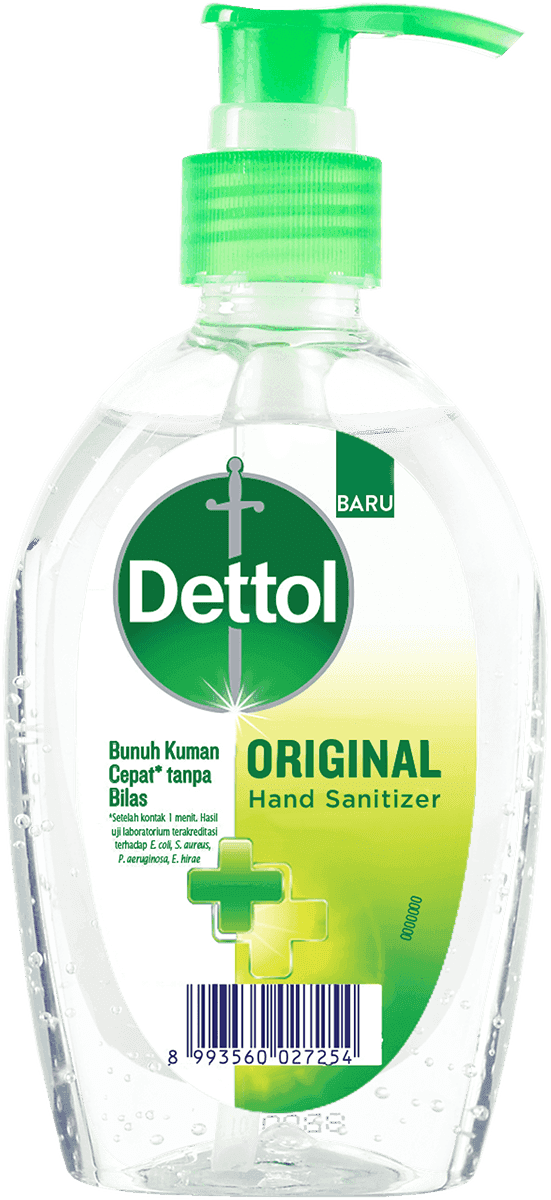 BARU
Dettol
Bunuh Kuman
Cepat* tanpa
Bilas
*Setelah kontak 1 menit. Hasil
uji laboratorium terakreditasi
terhadap E. coli, S. aureus,
P. aeruginosa, E. hirae
ORIGINAL
Hand Sanitizer
0000000
8 993560 027254